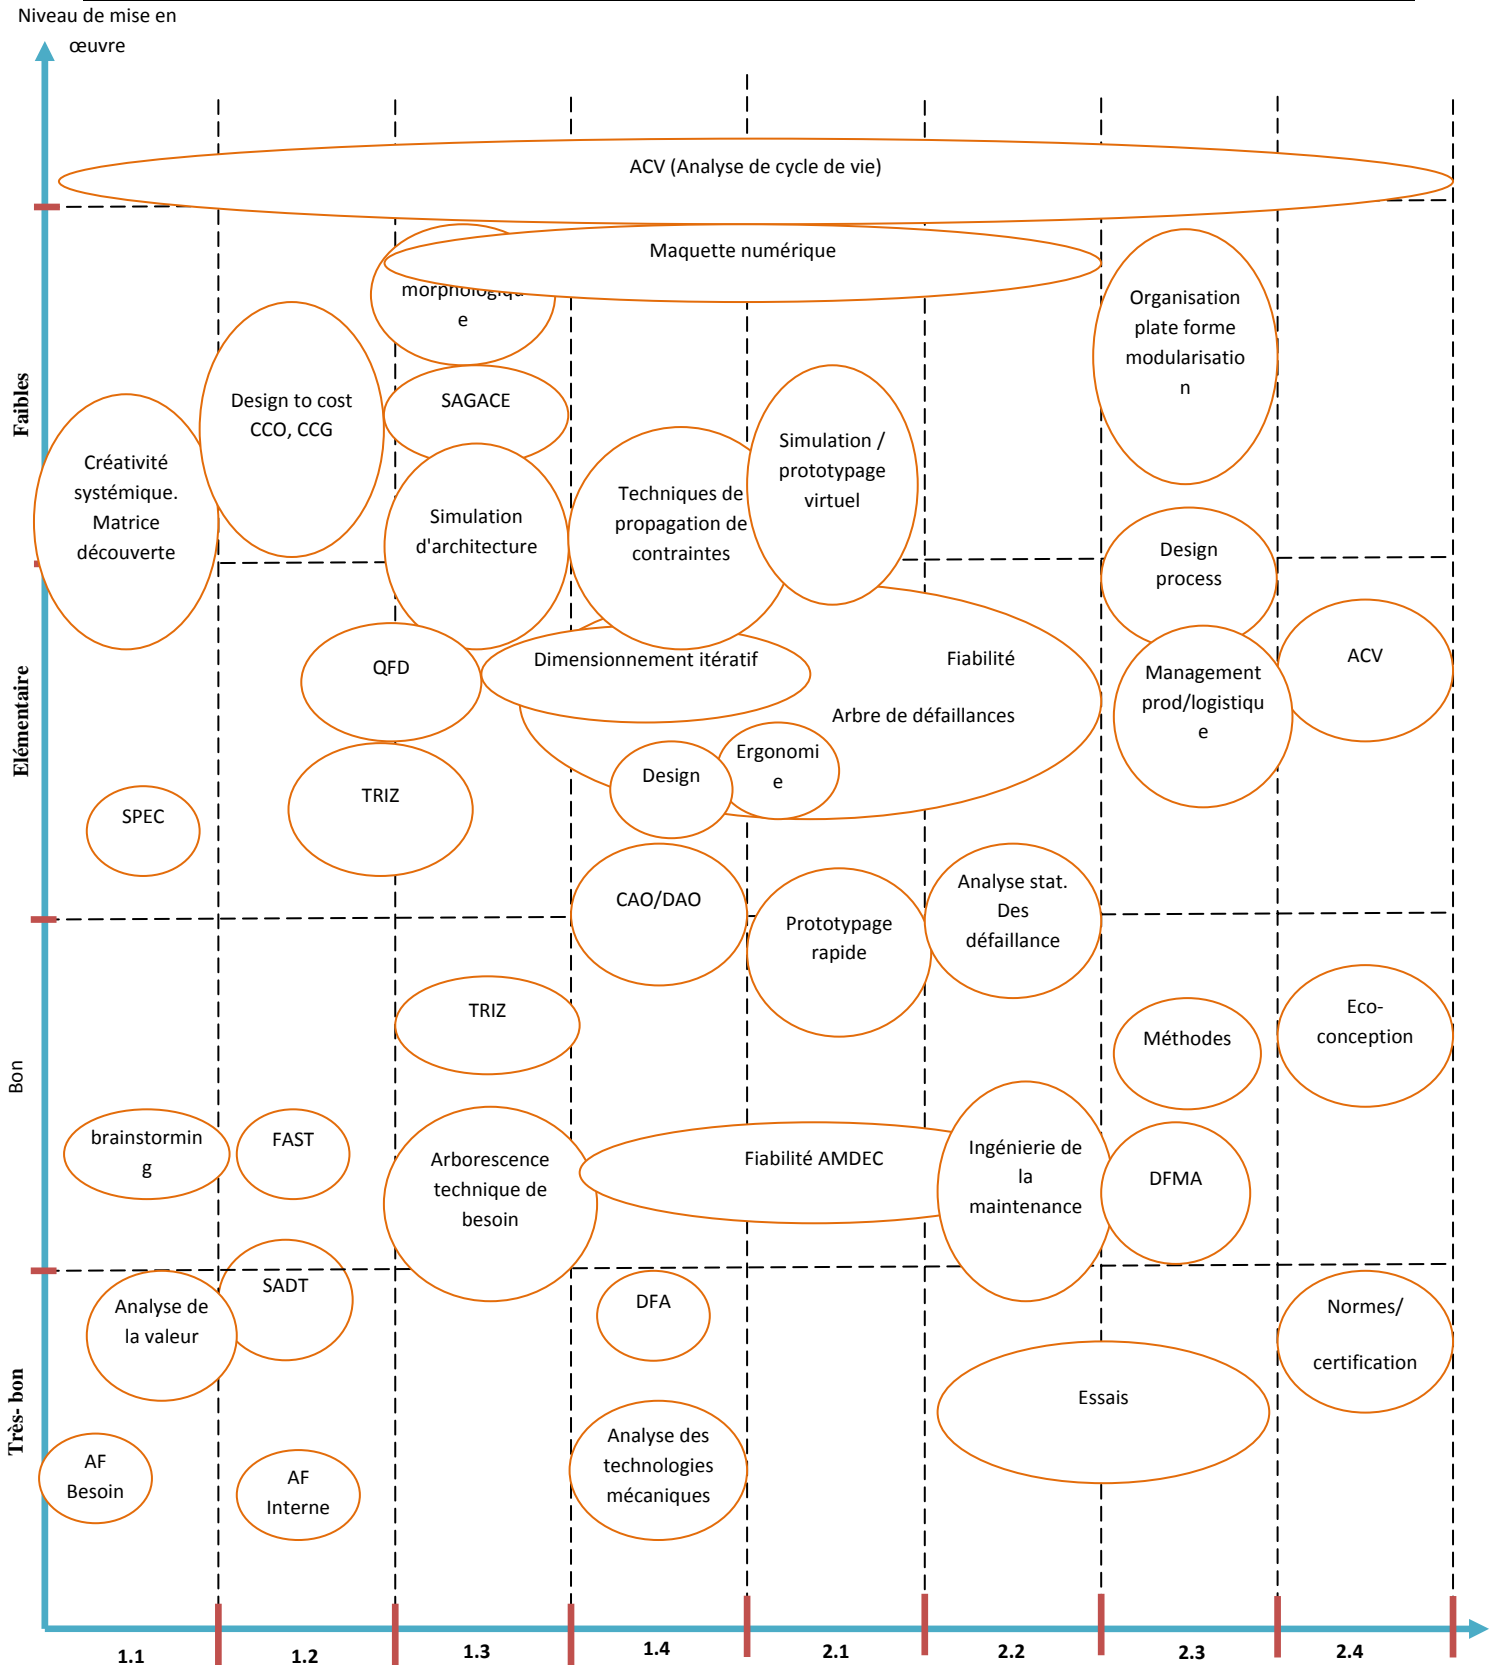 Niveau de mise en
œuvre
ACV (Analyse de cycle de vie)
Maquette numérique
morphologiqu
e
Organisation
plate forme
modularisatio
n
Faibles
Design to cost
CCO, CCG
SAGACE
Simulation /
prototypage
virtuel
Créativité
systémique.
Matrice
découverte
Simulation
d'architecture
Techniques de
propagation de
contraintes
Design
process
Elémentaire
QFD
Dimensionnement itératif
Fiabilité
Arbre de défaillances
Management
prod/logistiqu
e
ACV
Ergonomi
e
Design
SPEC
TRIZ
CAO/DAO
Prototypage
rapide
Analyse stat.
Des
défaillance
Bon
TRIZ
Méthodes
Eco-
conception
brainstormin
g
FAST
Arborescence
technique de
besoin
Fiabilité AMDEC
Ingénierie de
la
maintenance
DFMA
Très- bon
Analyse de
la valeur
SADT
DFA
Normes/
certification
Essais
AF
Besoin
AF
Interne
Analyse des
technologies
mécaniques
1.1
1.2
1.3
1.4
2.1
2.2
2.3
2.4